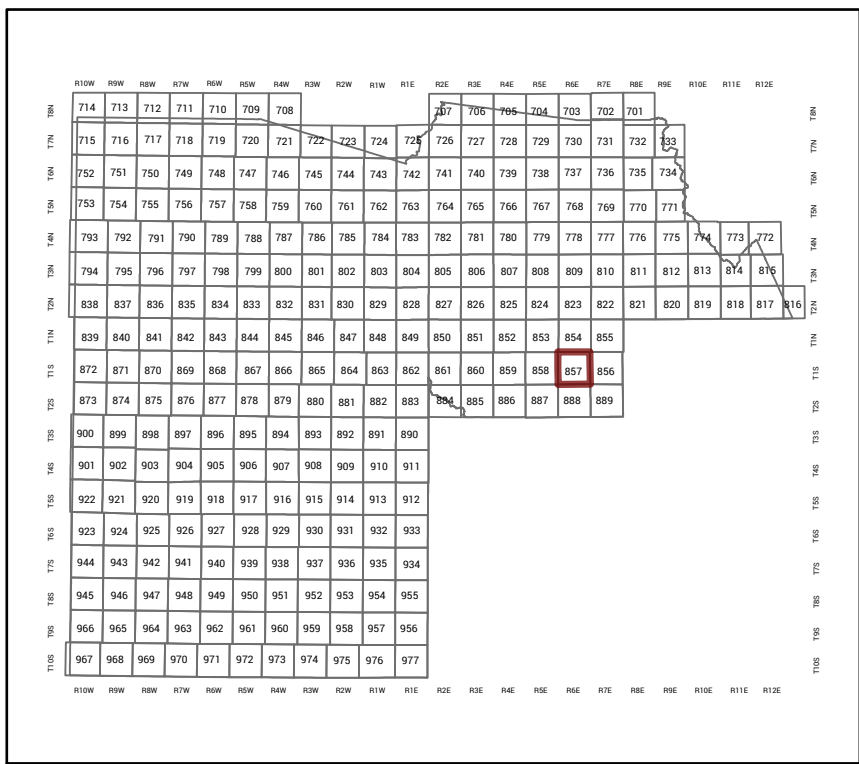 R10W R9W R8W R7W R6W R5W R4W R3W R2W R1W R1E R2E R3E R4E R5E R6E R7E R8E R9E R10E R11E R12E
T8N 714 713 712 711 710 709 708 707 706 705 704 703 702 701 T8N
T7N 715 716 717 718 719 720 721 722 723 724 725 726 727 728 729 730 731 732 733 T7N
T6N 752 751 750 749 748 747 746 745 744 743 742 741 740 739 738 737 736 735 734 T6N
T5N 753 754 755 756 757 758 759 760 761 762 763 764 765 766 767 768 769 770 771 T5N
T4N 793 792 791 790 789 788 787 786 785 784 783 782 781 780 779 778 777 776 775 774 773 772 T4N
T3N 794 795 796 797 798 799 800 801 802 803 804 805 806 807 808 809 810 811 812 813 814 815 T3N
T2N 838 837 836 835 834 833 832 831 830 829 828 827 826 825 824 823 822 821 820 819 818 817 816 T2N
T1N 839 840 841 842 843 844 845 846 847 848 849 850 851 852 853 854 855 T1N
T1S 872 871 870 869 868 867 866 865 864 863 862 861 860 859 858 857 856 T1S
T2S 873 874 875 876 877 878 879 880 881 882 883 884 885 886 887 888 889 T2S
T3S 900 899 898 897 896 895 894 893 892 891 890 T3S
T4S 901 902 903 904 905 906 907 908 909 910 911 T4S
T5S 922 921 920 919 918 917 916 915 914 913 912 T5S
T6S 923 924 925 926 927 928 929 930 931 932 933 T6S
T7S 944 943 942 941 940 939 938 937 936 935 934 T7S
T8S 945 946 947 948 949 950 951 952 953 954 955 T8S
T9S 966 965 964 963 962 961 960 959 958 957 956 T9S
T10S 967 968 969 970 971 972 973 974 975 976 977 T10S
R10W R9W R8W R7W R6W R5W R4W R3W R2W R1W R1E R2E R3E R4E R5E R6E R7E R8E R9E R10E R11E R12E